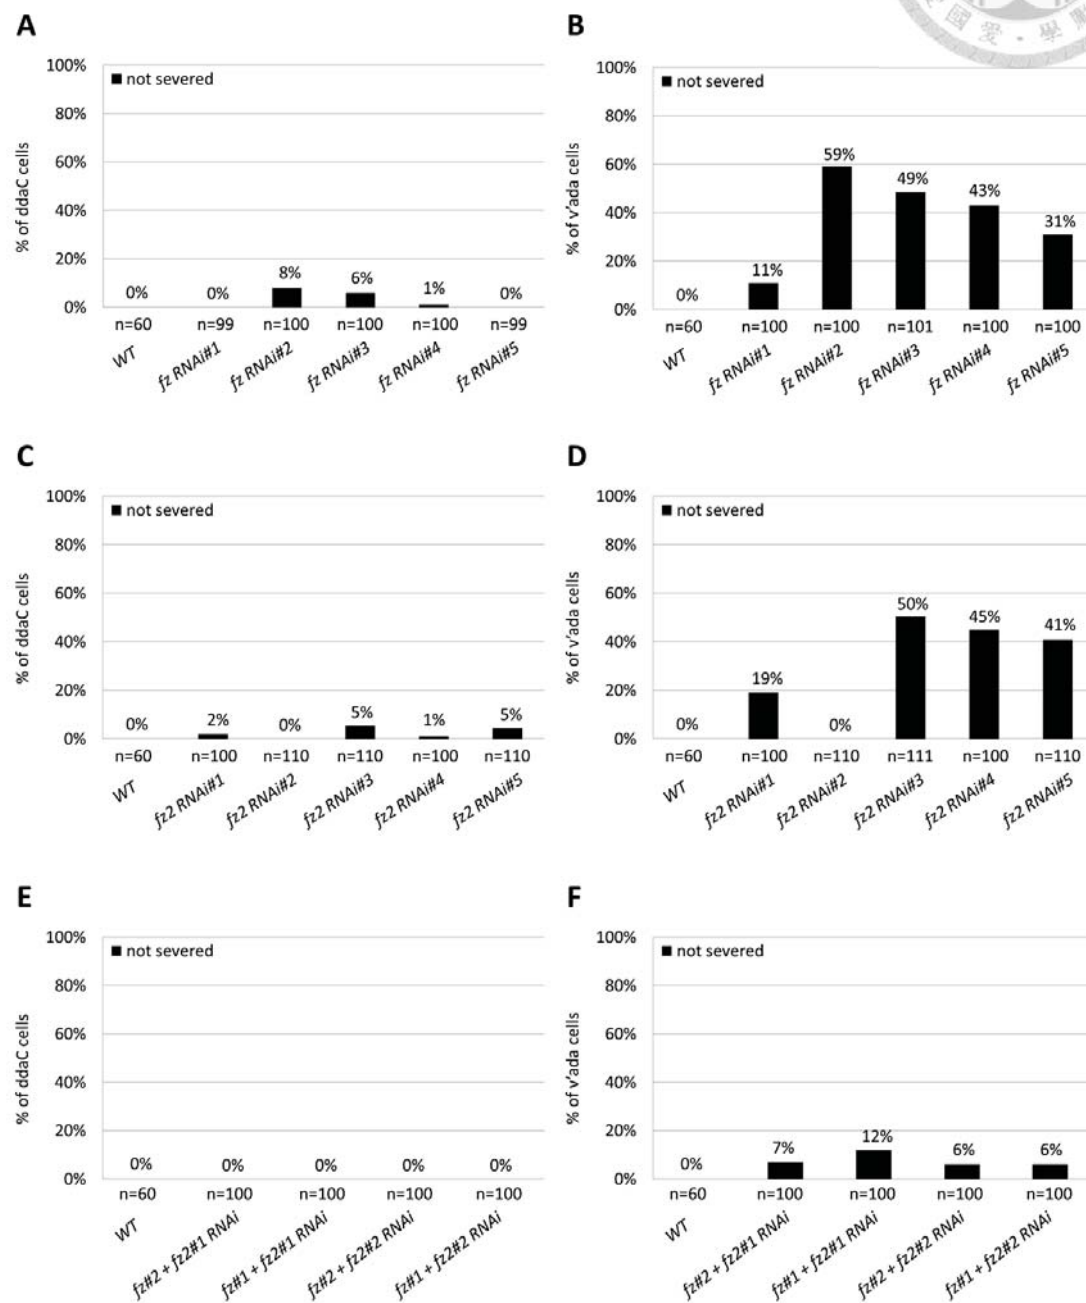 A
100%
■ not severed
80%
60%
40%
20%
0%
% of ddaC cells
0%
0%
8%
6%
1%
0%
n=60
n=99
n=100
n=100
n=100
n=99
WT
fz RNAi#1
fz RNAi#2
fz RNAi#3
fz RNAi#4
fz RNAi#5
B
國愛・學
100%
■ not severed
80%
60%
40%
20%
0%
% of v'ada cells
0%
11%
59%
49%
43%
31%
n=60
n=100
n=100
n=101
n=100
n=100
WT
fz RNAi#1
fz RNAi#2
fz RNAi#3
fz RNAi#4
fz RNAi#5
C
100%
■ not severed
80%
60%
40%
20%
0%
% of ddaC cells
0%
2%
0%
5%
1%
5%
n=60
n=100
n=110
n=110
n=100
n=110
WT
fz2 RNAi#1
fz2 RNAi#2
fz2 RNAi#3
fz2 RNAi#4
fz2 RNAi#5
D
100%
■ not severed
80%
60%
40%
20%
0%
% of v'ada cells
0%
19%
0%
50%
45%
41%
n=60
n=100
n=110
n=111
n=100
n=110
WT
fz2 RNAi#1
fz2 RNAi#2
fz2 RNAi#3
fz2 RNAi#4
fz2 RNAi#5
E
100%
■ not severed
80%
60%
40%
20%
0%
% of ddaC cells
0%
0%
0%
0%
0%
n=60
n=100
n=100
n=100
n=100
WT
fz#2 + fz2#1 RNAi
fz#1 + fz2#1 RNAi
fz#2 + fz2#2 RNAi
fz#1 + fz2#2 RNAi
F
100%
■ not severed
80%
60%
40%
20%
0%
% of v'ada cells
0%
7%
12%
6%
6%
n=60
n=100
n=100
n=100
n=100
WT
fz#2 + fz2#1 RNAi
fz#1 + fz2#1 RNAi
fz#2 + fz2#2 RNAi
fz#1 + fz2#2 RNAi